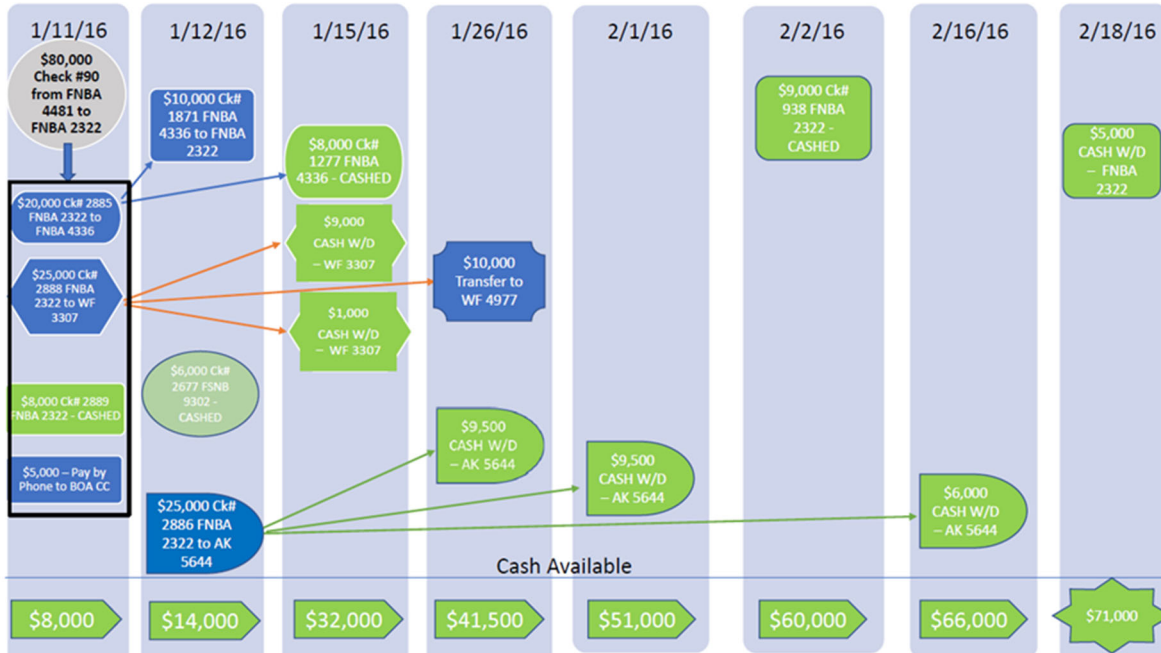 1/11/16
1/12/16
1/15/16
1/26/16
2/1/16
2/2/16
2/16/16
2/18/16
$80,000
Check #90
from FNBA
4481 to
FNBA 2322
$20,000 Ck# 2885
FNBA 2322 to
FNBA 4336
$25,000 Ck#
2888 FNBA
2322 to WF
3307
$8,000 Ck# 2889
FNBA 2322 - CASHED
$5,000 – Pay by
Phone to BOA CC
$10,000 Ck#
1871 FNBA
4336 to FNBA
2322
$6,000 Ck#
2677 FSNB
9302 -
CASHED
$25,000 Ck#
2886 FNBA
2322 to AK
5644
$8,000 Ck#
1277 FNBA
4336 - CASHED
$9,000
CASH W/D
– WF 3307
$1,000
CASH W/D
– WF 3307
$10,000
Transfer to
WF 4977
$9,500
CASH W/D
– AK 5644
$9,500
CASH W/D
– AK 5644
$9,000 Ck#
938 FNBA
2322 -
CASHED
$6,000
CASH W/D
– AK 5644
$5,000
CASH W/D
– FNBA
2322
Cash Available
$8,000
$14,000
$32,000
$41,500
$51,000
$60,000
$66,000
$71,000